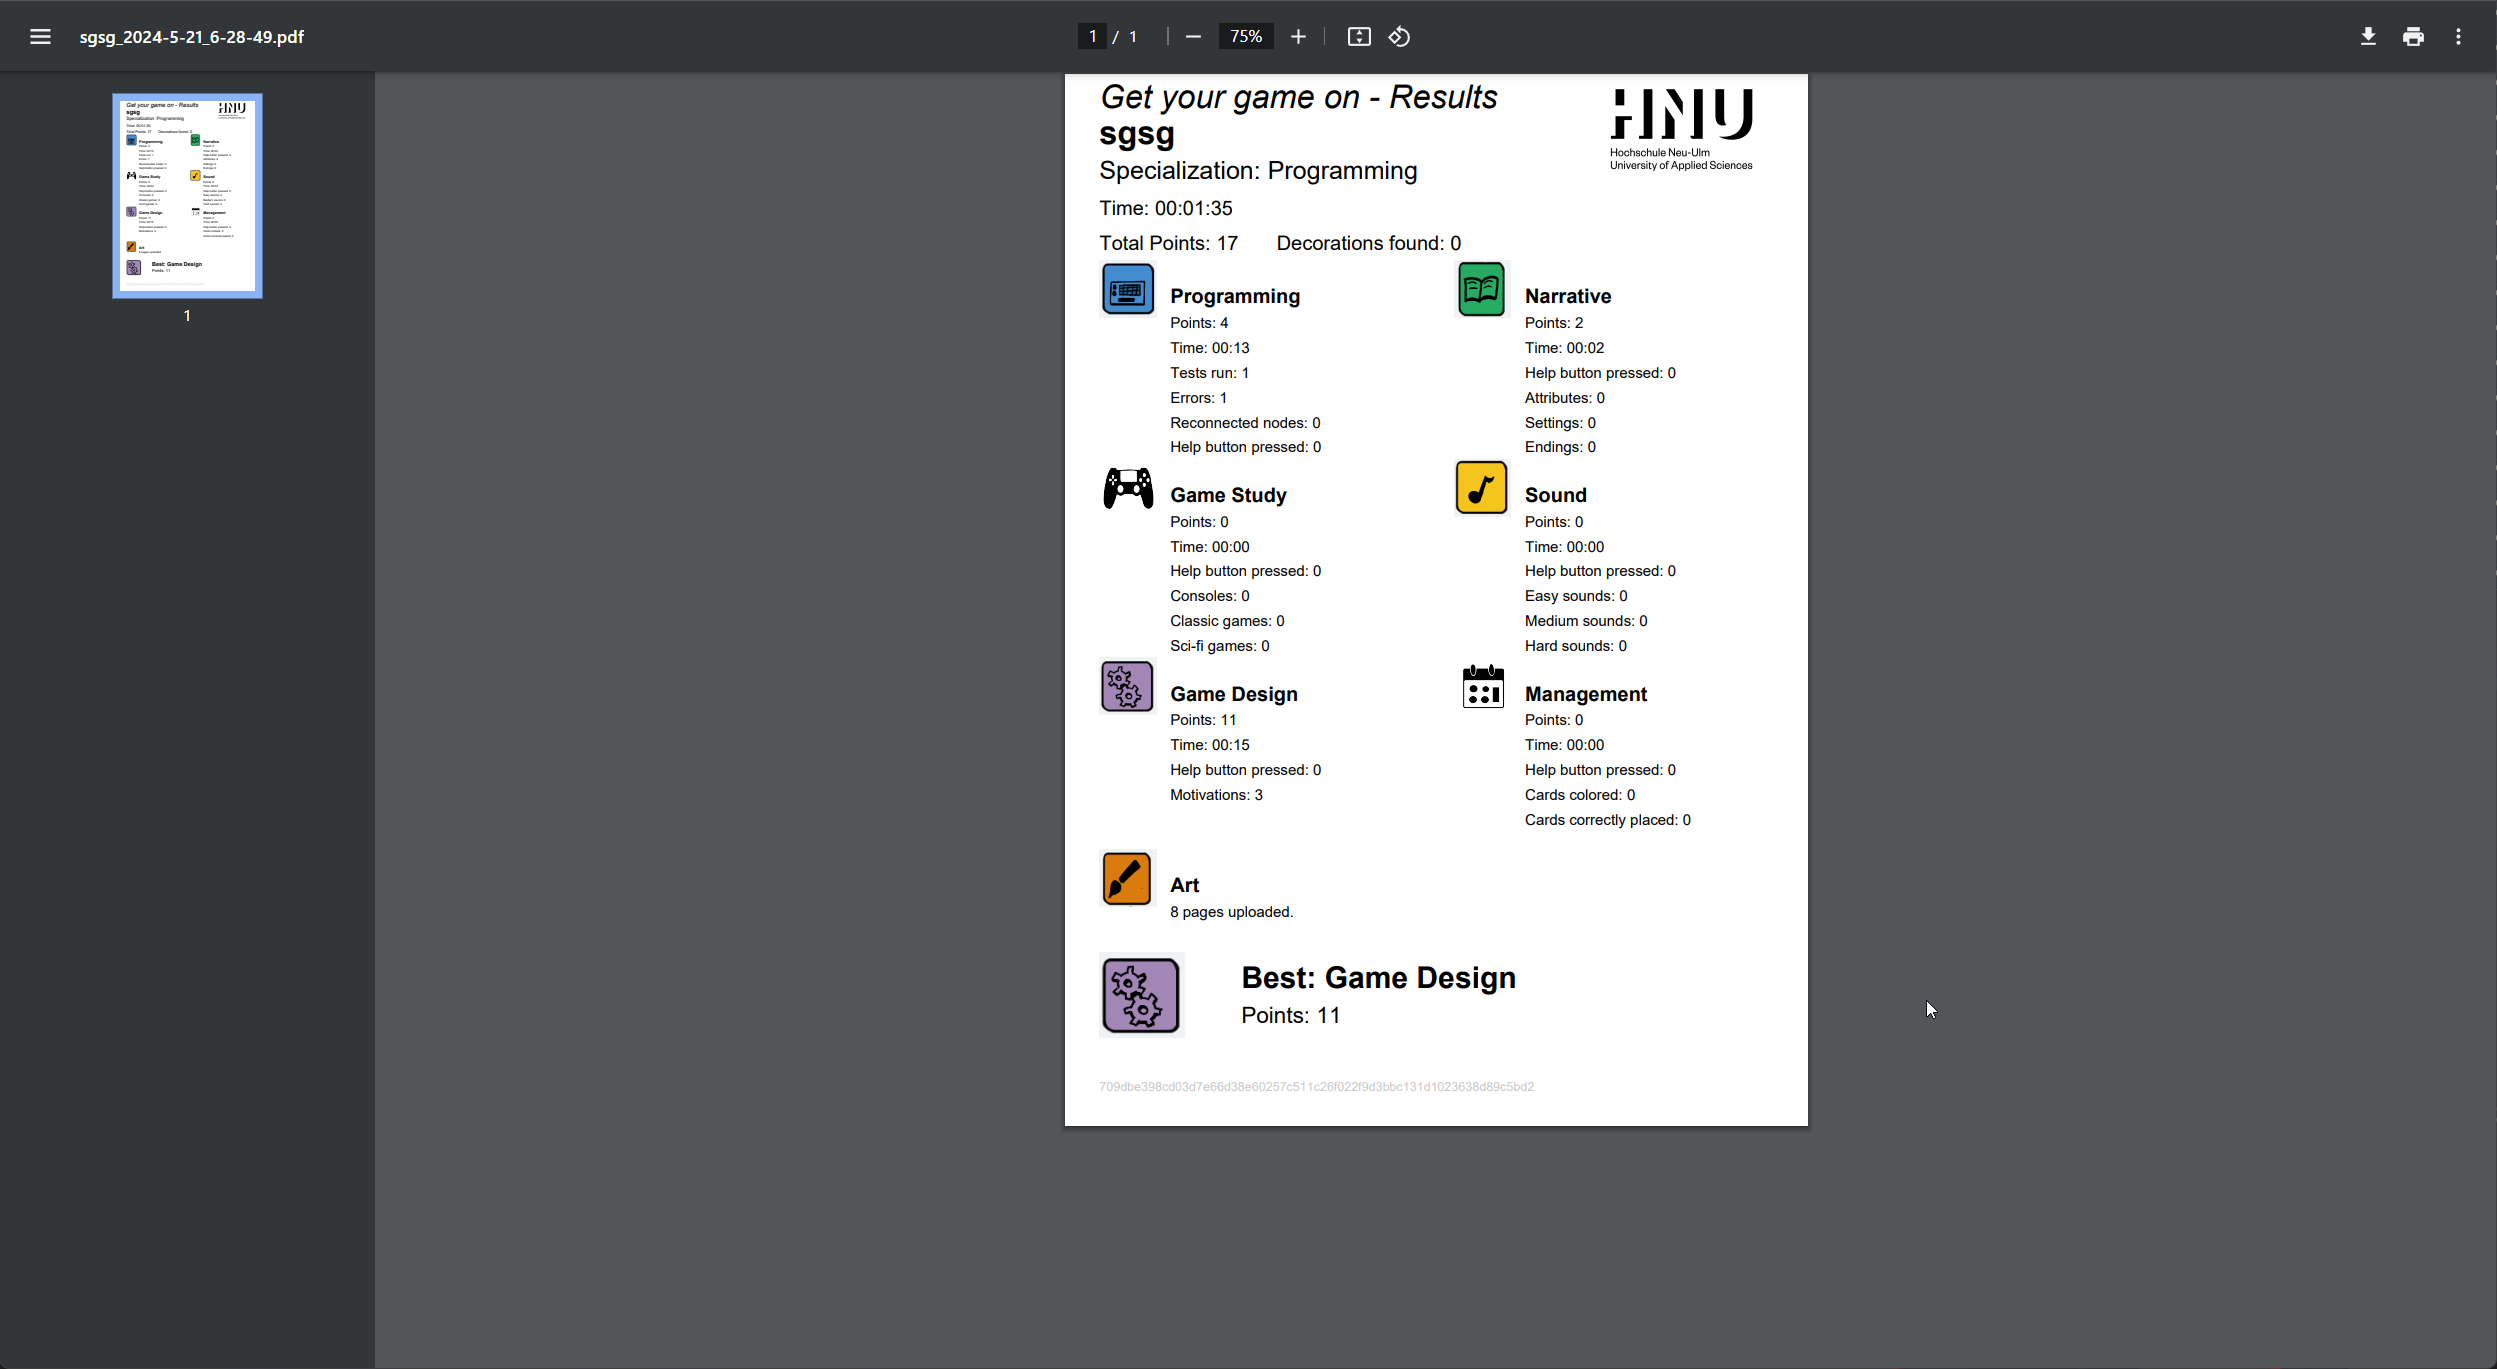 sgsg_2024-5-21_6-28-49.pdf
1 / 1
75%
1
Get your game on - Results
sgsg
Specialization: Programming
HNU
Hochschule Neu-Ulm
University of Applied Sciences
Time: 00:01:35
Total Points: 17 Decorations found: 0
Programming
Points: 4
Time: 00:13
Tests run: 1
Errors: 1
Reconnected nodes: 0
Help button pressed: 0
Narrative
Points: 2
Time: 00:02
Help button pressed: 0
Attributes: 0
Settings: 0
Endings: 0
Game Study
Points: 0
Time: 00:00
Help button pressed: 0
Consoles: 0
Classic games: 0
Sci-fi games: 0
Sound
Points: 0
Time: 00:00
Help button pressed: 0
Easy sounds: 0
Medium sounds: 0
Hard sounds: 0
Game Design
Points: 11
Time: 00:15
Help button pressed: 0
Motivations: 3
Management
Points: 0
Time: 00:00
Help button pressed: 0
Cards colored: 0
Cards correctly placed: 0
Art
8 pages uploaded.
Best: Game Design
Points: 11
709dbe398cd03d7e66d38e60257c511c26f022f9d3bbc131d1023638d89c5bd2